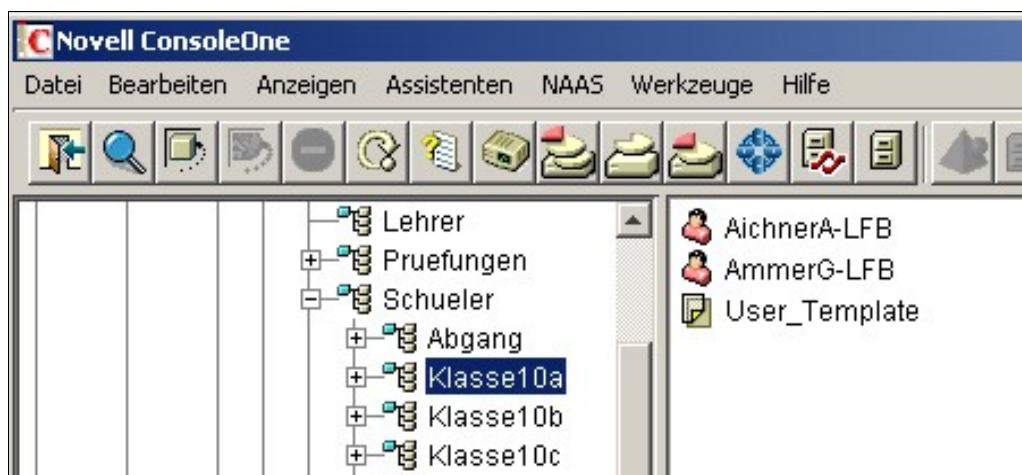 Novell ConsoleOne
Datei Bearbeiten Anzeigen Assistenten NAAS Werkzeuge Hilfe
Lehrer
Pruefungen
Schueler
Abgang
Klasse10a
Klasse10b
Klasse10c
AichnerA-LFB
AmmerG-LFB
User_Template